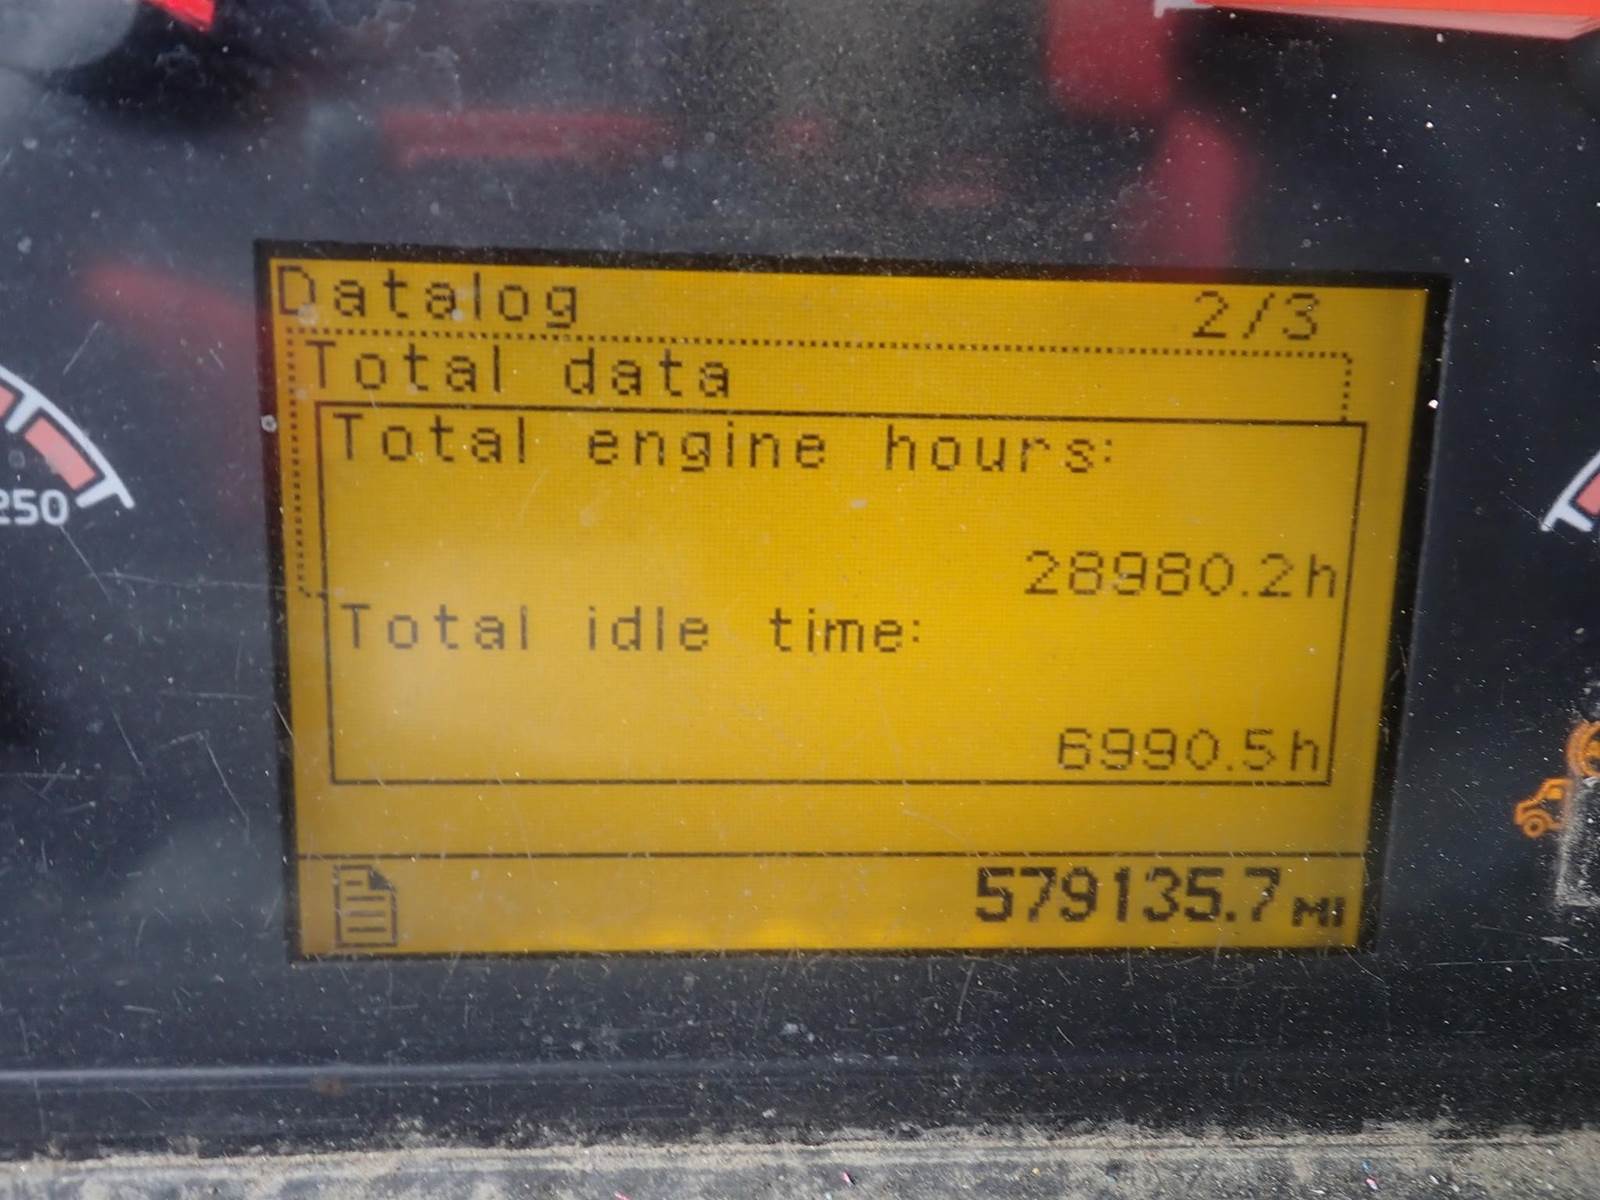 Datalog 2/3
Total data
Total engine hours:
28980.2h
Total idle time:
6990.5h
579135.7 MI
250